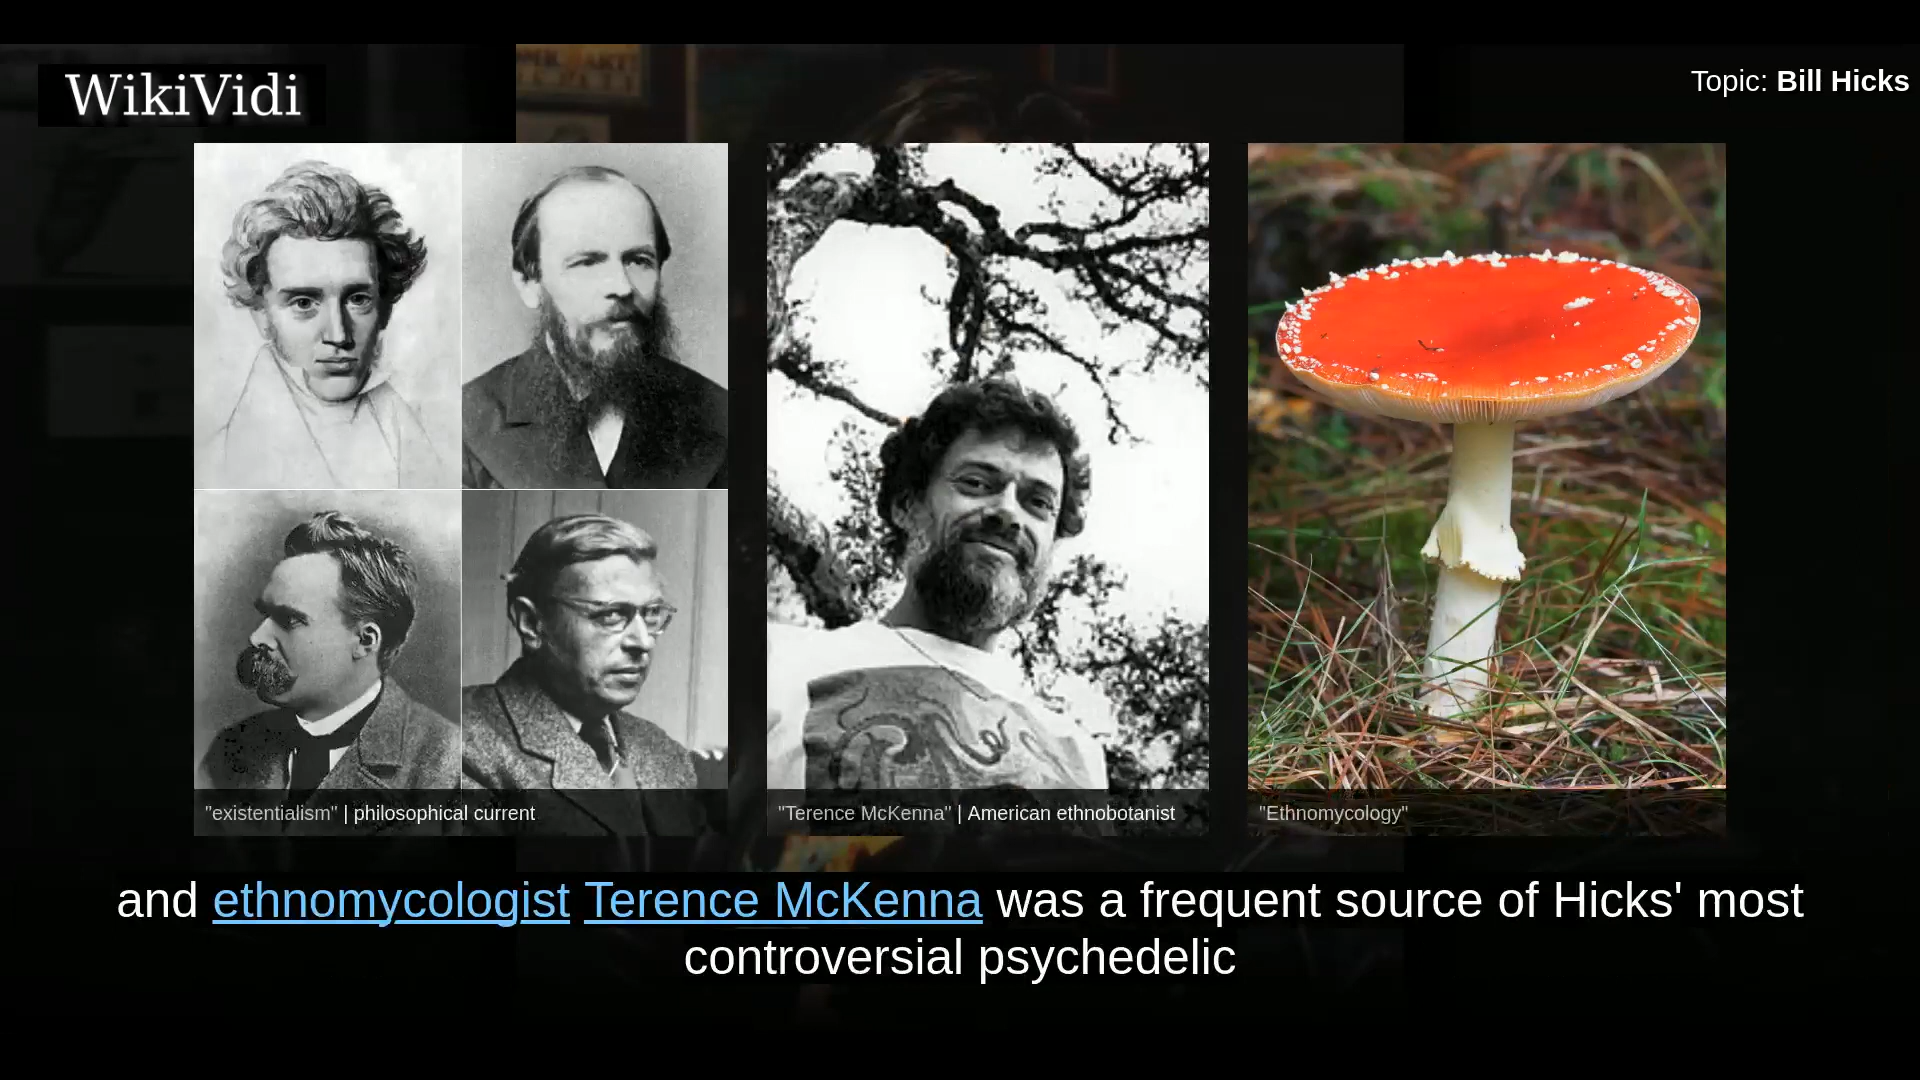 WikiVidi
Topic: Bill Hicks
"existentialism" | philosophical current
"Terence McKenna" | American ethnobotanist
"Ethnomycology"
and ethnomycologist Terence McKenna was a frequent source of Hicks' most
controversial psychedelic